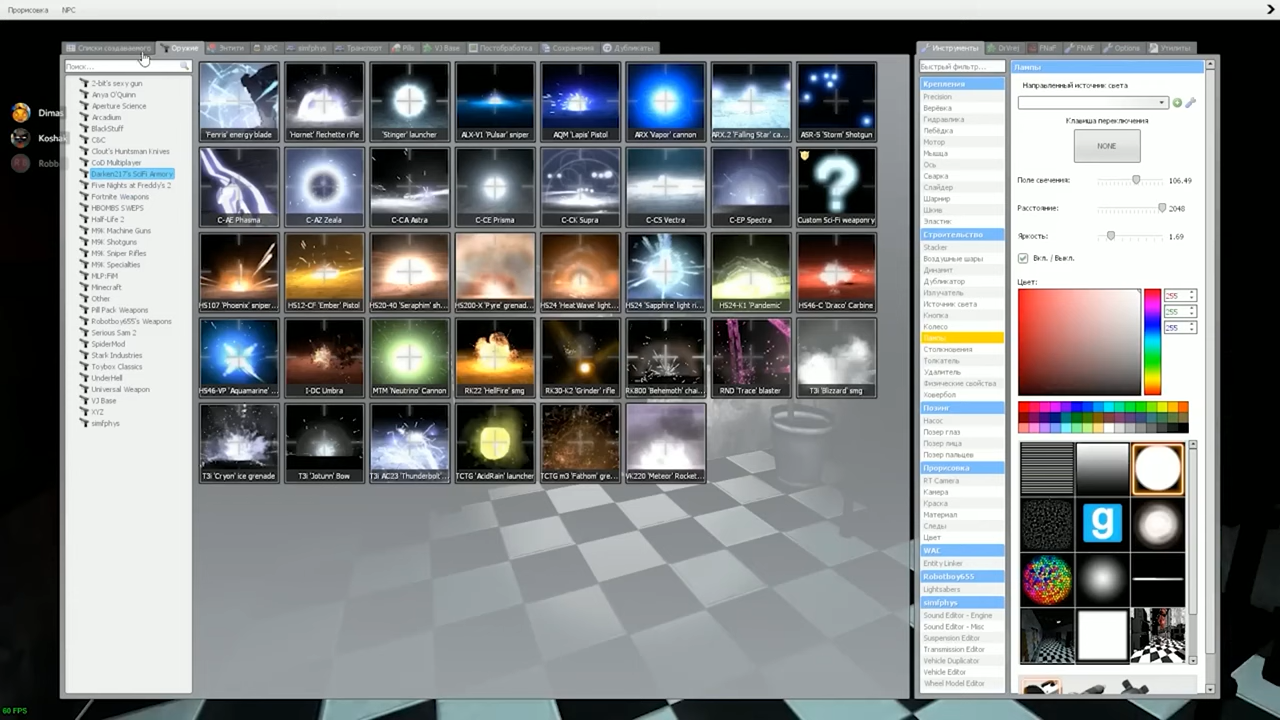 Прорисовка NPC
Списки создаваемого Оружие Энтити NPC simfphys Транспорт Pills VJ Base Постобработка Сохранения Дубликаты
Инструменты DrVrej FNaF FNAF Options Утилиты
Поиск...
2-bit's sexy gun
Anya O'Quinn
Aperture Science
Arcadium
BlackStuff
C&C
Clout's Huntsman Knives
CoD Multiplayer
Darken217's SciFi Armory
Five Nights at Freddy's 2
Fortnite Weapons
HBOMBS SWEPS
Half-Life 2
M9K Machine Guns
M9K Shotguns
M9K Sniper Rifles
M9K Specialties
MLP:FiM
Minecraft
Other
Pill Pack Weapons
Robotboy655's Weapons
Serious Sam 2
SpiderMod
Stark Industries
Toybox Classics
UnderHell
Universal Weapon
VJ Base
XYZ
simfphys
Dimas
Koshak
Robb
'Fenris' energy blade
'Hornet' flechette rifle
'Stinger' launcher
ALX-V1 'Pulsar' sniper
AQM 'Lapis' Pistol
ARX 'Vapor' cannon
ARX.2 'Falling Star' ca...
ASR-5 'Storm' Shotgun
C-AE Phasma
C-AZ Zeala
C-CA Astra
C-CE Prisma
C-CX Supra
C-CS Vectra
C-EP Spectra
Custom Sci-Fi weaponry
HS107 'Phoenix' sniper...
HS12-CF 'Ember' Pistol
HS20-40 'Seraphim' sh...
HS200-X 'Pyre' grenad...
HS24 'HeatWave' light...
HS24 'Sapphire' light ri...
HS24-K1 'Pandemic'
HS46-C 'Draco' Carbine
HS46-VP 'Aquamarine' ...
I-DC Umbra
MTM 'Neutrino' Cannon
RK22 'HellFire' smg
RK30-K2 'Grinder' rifle
RK800 'Behemoth' chai...
RND 'Trace' blaster
T3i 'Blizzard' smg
T3i 'Cryon' ice grenade
T3i 'Jotunn' Bow
T3i AC23 'Thunderbolt'...
TCTG 'AcidRain' launcher
TCTG m3 'Fathom' gre...
VK220 'Meteor' Rocket...
Быстрый фильтр...
Крепления
Precision
Верёвка
Гидравлика
Лебёдка
Мотор
Мышца
Ось
Сварка
Слайдер
Шарнир
Шкив
Эластик
Строительство
Stacker
Воздушные шары
Динамит
Дубликатор
Излучатель
Источник света
Кнопка
Колесо
Лампы
Столкновения
Толкатель
Удалитель
Физические свойства
Ховербол
Позинг
Насос
Позер глаз
Позер лица
Позер пальцев
Прорисовка
RT Camera
Камера
Краска
Материал
Следы
Цвет
WAC
Entity Linker
Robotboy655
Lightsabers
simfphys
Sound Editor - Engine
Sound Editor - Misc
Suspension Editor
Transmission Editor
Vehicle Duplicator
Vehicle Editor
Wheel Model Editor
Лампы
Направленный источник света
Клавиша переключения
NONE
Поле свечения: 106.49
Расстояние: 2048
Яркость: 1.69
Вкл. / Выкл.
Цвет:
255
255
255
g
60 FPS